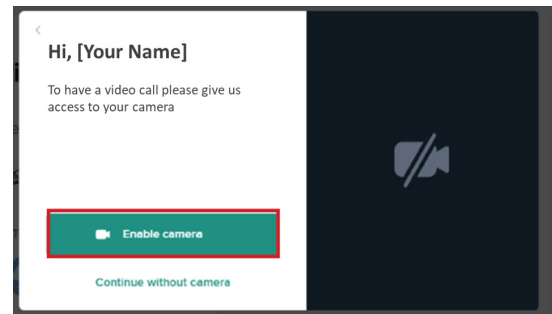 Hi, [Your Name]
To have a video call please give us
access to your camera
Enable camera
Continue without camera